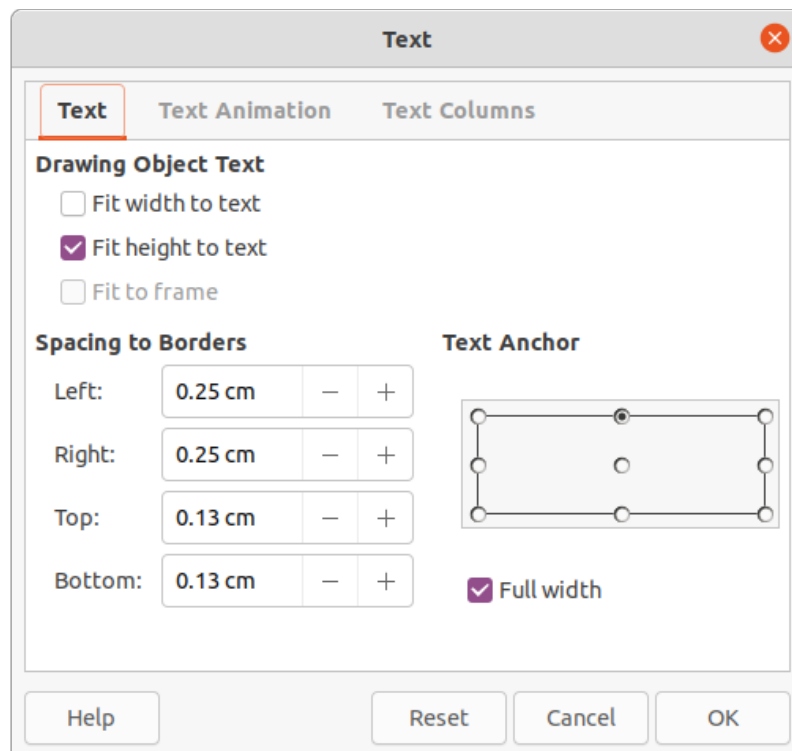 Text
Text Text Animation Text Columns
Drawing Object Text
Fit width to text
Fit height to text
Fit to frame
Spacing to Borders
Left: 0.25 cm
Right: 0.25 cm
Top: 0.13 cm
Bottom: 0.13 cm
Text Anchor
Full width
Help Reset Cancel OK